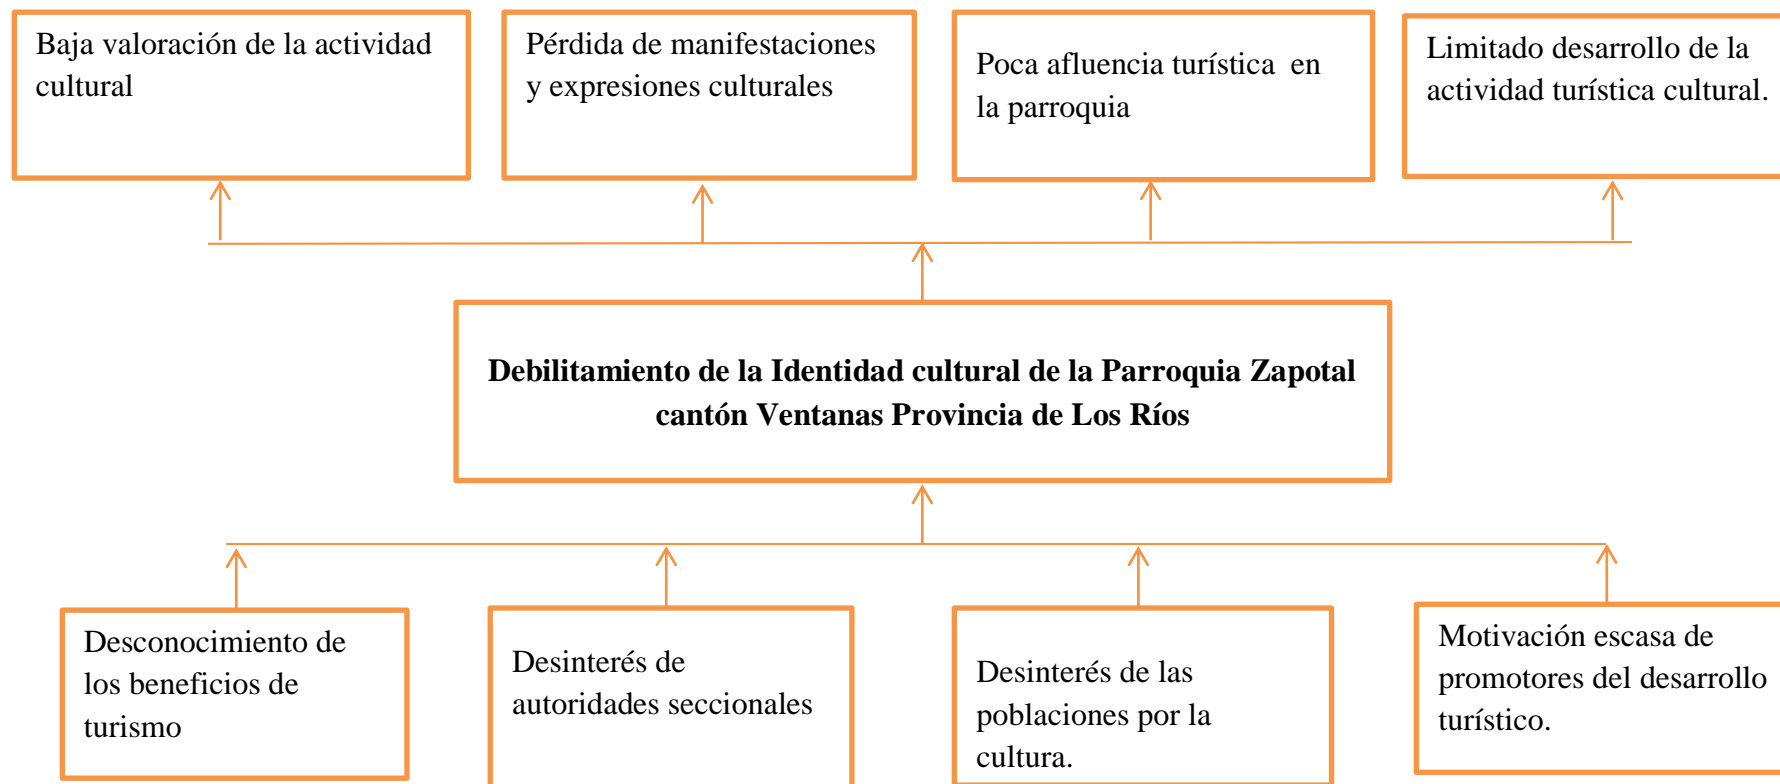 Baja valoración de la actividad
cultural
Pérdida de manifestaciones
y expresiones culturales
Poca afluencia turística  en
la parroquia
Limitado desarrollo de la
actividad turística cultural.
Debilitamiento de la Identidad cultural de la Parroquia Zapotal
cantón Ventanas Provincia de Los Ríos
Desconocimiento de
los beneficios de
turismo
Desinterés de
autoridades seccionales
Desinterés de las
poblaciones por la
cultura.
Motivación escasa de
promotores del desarrollo
turístico.